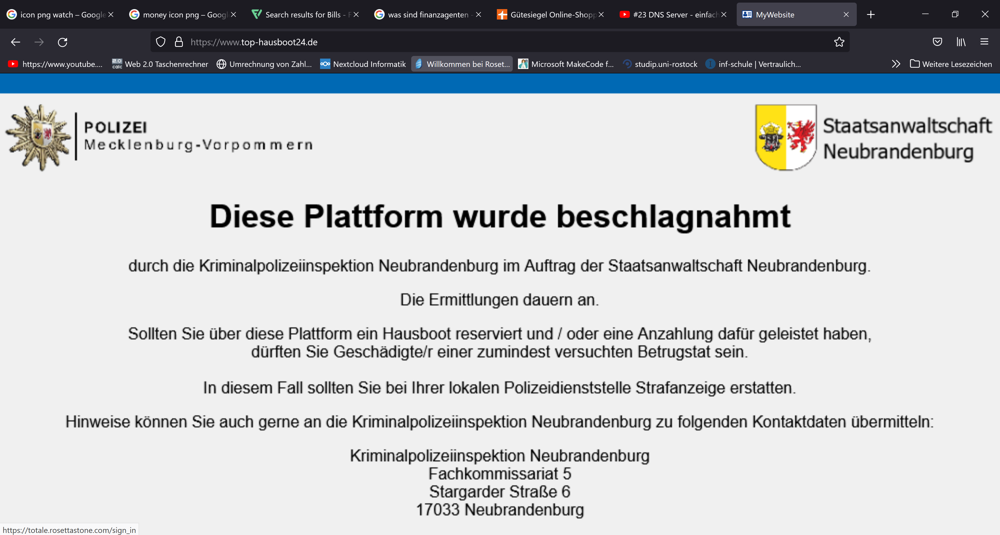 icon png watch – Google
money icon png – Googl
Search results for Bills - F
was sind finanzagenten -
Gütesiegel Online-Shopp
#23 DNS Server - einfach
MyWebsite
https://www.top-hausboot24.de
https://www.youtube....
2.0 calc
Web 2.0 Taschenrechner
Umrechnung von Zahl...
Nextcloud Informatik
Willkommen bei Roset...
Microsoft MakeCode f...
studip.uni-rostock
inf-schule | Vertraulich...
Weitere Lesezeichen
POLIZEI
Mecklenburg-Vorpommern
Staatsanwaltschaft
Neubrandenburg
Diese Plattform wurde beschlagnahmt
durch die Kriminalpolizeiinspektion Neubrandenburg im Auftrag der Staatsanwaltschaft Neubrandenburg.
Die Ermittlungen dauern an.
Sollten Sie über diese Plattform ein Hausboot reserviert und / oder eine Anzahlung dafür geleistet haben,
dürften Sie Geschädigte/r einer zumindest versuchten Betrugstat sein.
In diesem Fall sollten Sie bei Ihrer lokalen Polizeidienststelle Strafanzeige erstatten.
Hinweise können Sie auch gerne an die Kriminalpolizeiinspektion Neubrandenburg zu folgenden Kontaktdaten übermitteln:
Kriminalpolizeiinspektion Neubrandenburg
Fachkommissariat 5
Stargarder Straße 6
17033 Neubrandenburg
https://totale.rosettastone.com/sign_in